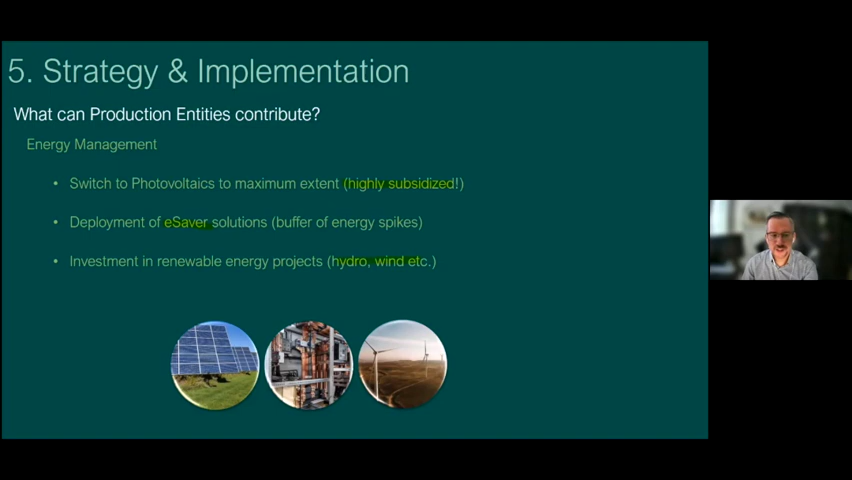 5. Strategy & Implementation
What can Production Entities contribute?
Energy Management
• Switch to Photovoltaics to maximum extent (highly subsidized!)
• Deployment of eSaver solutions (buffer of energy spikes)
• Investment in renewable energy projects (hydro, wind etc.)